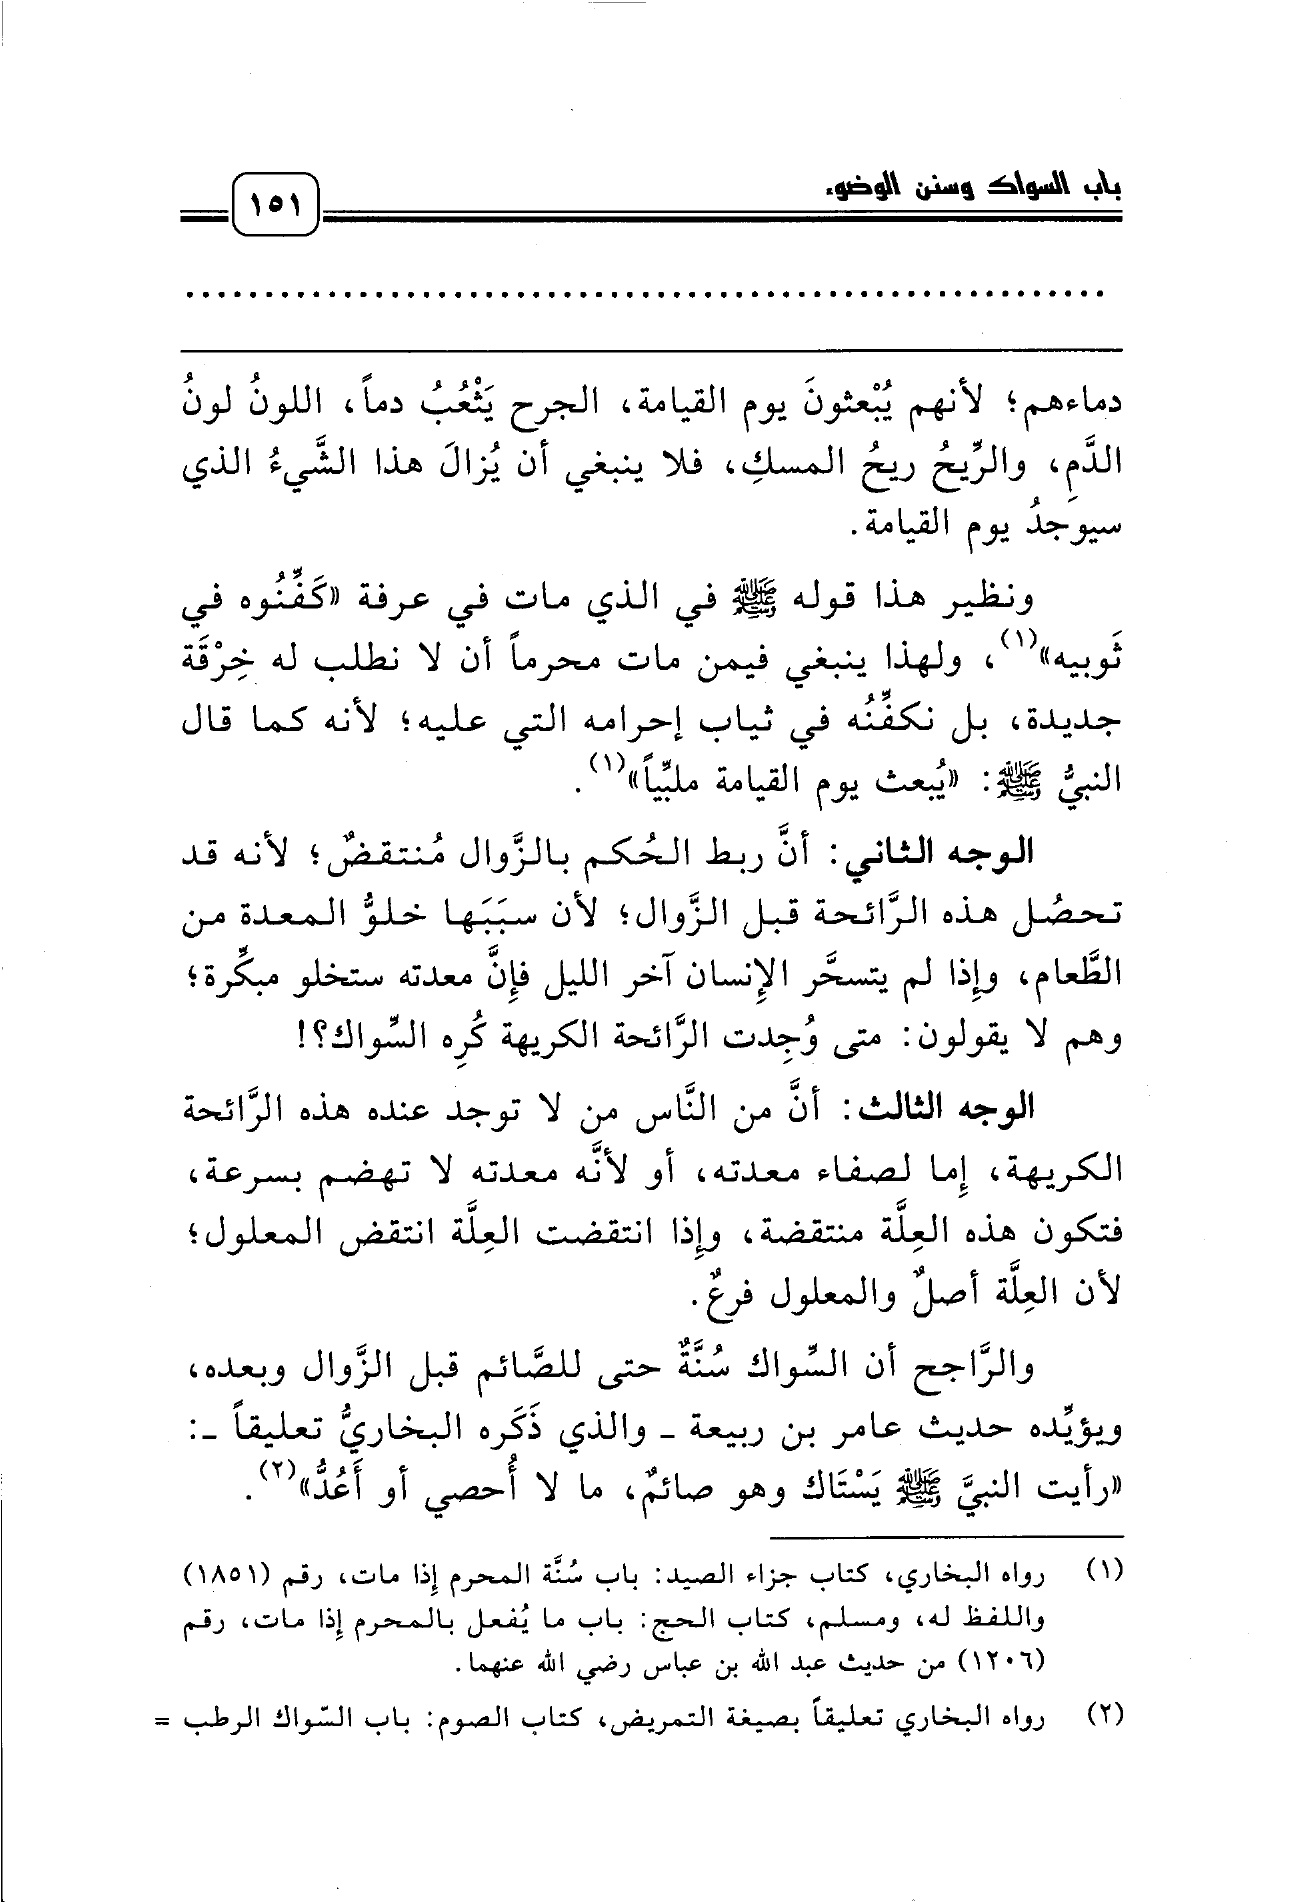 باب السواك وسنن الوضوء
١٥١
..........................................................
دماءهم؛ لأنهم يُبْعثونَ يوم القيامة، الجرح يَثْعُبُ دماً، اللونُ لونُ
الدَّمِ، والرِّيحُ ريحُ المسكِ، فلا ينبغي أن يُزالَ هذا الشَّيءُ الذي
سيوجَدُ يوم القيامة.
ونظير هذا قوله ﷺ في الذي مات في عرفة «كَفِّنُوه في
ثَوبيه»(١)، ولهذا ينبغي فيمن مات محرماً أن لا نطلب له خِرْقَة
جديدة، بل نكفِّنُه في ثياب إحرامه التي عليه؛ لأنه كما قال
النبيُّ ﷺ: «يُبعث يوم القيامة ملبِّياً»(١).
الوجه الثاني: أنَّ ربط الحُكم بالزَّوال مُنتقضٌ؛ لأنه قد
تحصُل هذه الرَّائحة قبل الزَّوال؛ لأن سبَبَها خلوُّ المعدة من
الطَّعام، وإذا لم يتسحَّر الإنسان آخر الليل فإنَّ معدته ستخلو مبكِّرة؛
وهم لا يقولون: متى وُجِدت الرَّائحة الكريهة كُرِه السِّواك؟!
الوجه الثالث: أنَّ من النَّاس من لا توجد عنده هذه الرَّائحة
الكريهة، إما لصفاء معدته، أو لأنَّه معدته لا تهضم بسرعة،
فتكون هذه العِلَّة منتقضة، وإذا انتقضت العِلَّة انتقض المعلول؛
لأن العِلَّة أصلٌ والمعلول فرعٌ.
والرَّاجح أن السِّواك سُنَّةٌ حتى للصَّائم قبل الزَّوال وبعده،
ويؤيِّده حديث عامر بن ربيعة ـ والذي ذَكَره البخاريُّ تعليقاً ـ:
«رأيت النبيَّ ﷺ يَسْتَاك وهو صائمٌ، ما لا أُحصي أو أَعُدُّ»(٢).
(١) رواه البخاري، كتاب جزاء الصيد: باب سُنَّة المحرم إذا مات، رقم (١٨٥١)
واللفظ له، ومسلم، كتاب الحج: باب ما يُفعل بالمحرم إذا مات، رقم
(١٢٠٦) من حديث عبد الله بن عباس رضي الله عنهما.
(٢) رواه البخاري تعليقاً بصيغة التمريض، كتاب الصوم: باب السّواك الرطب =